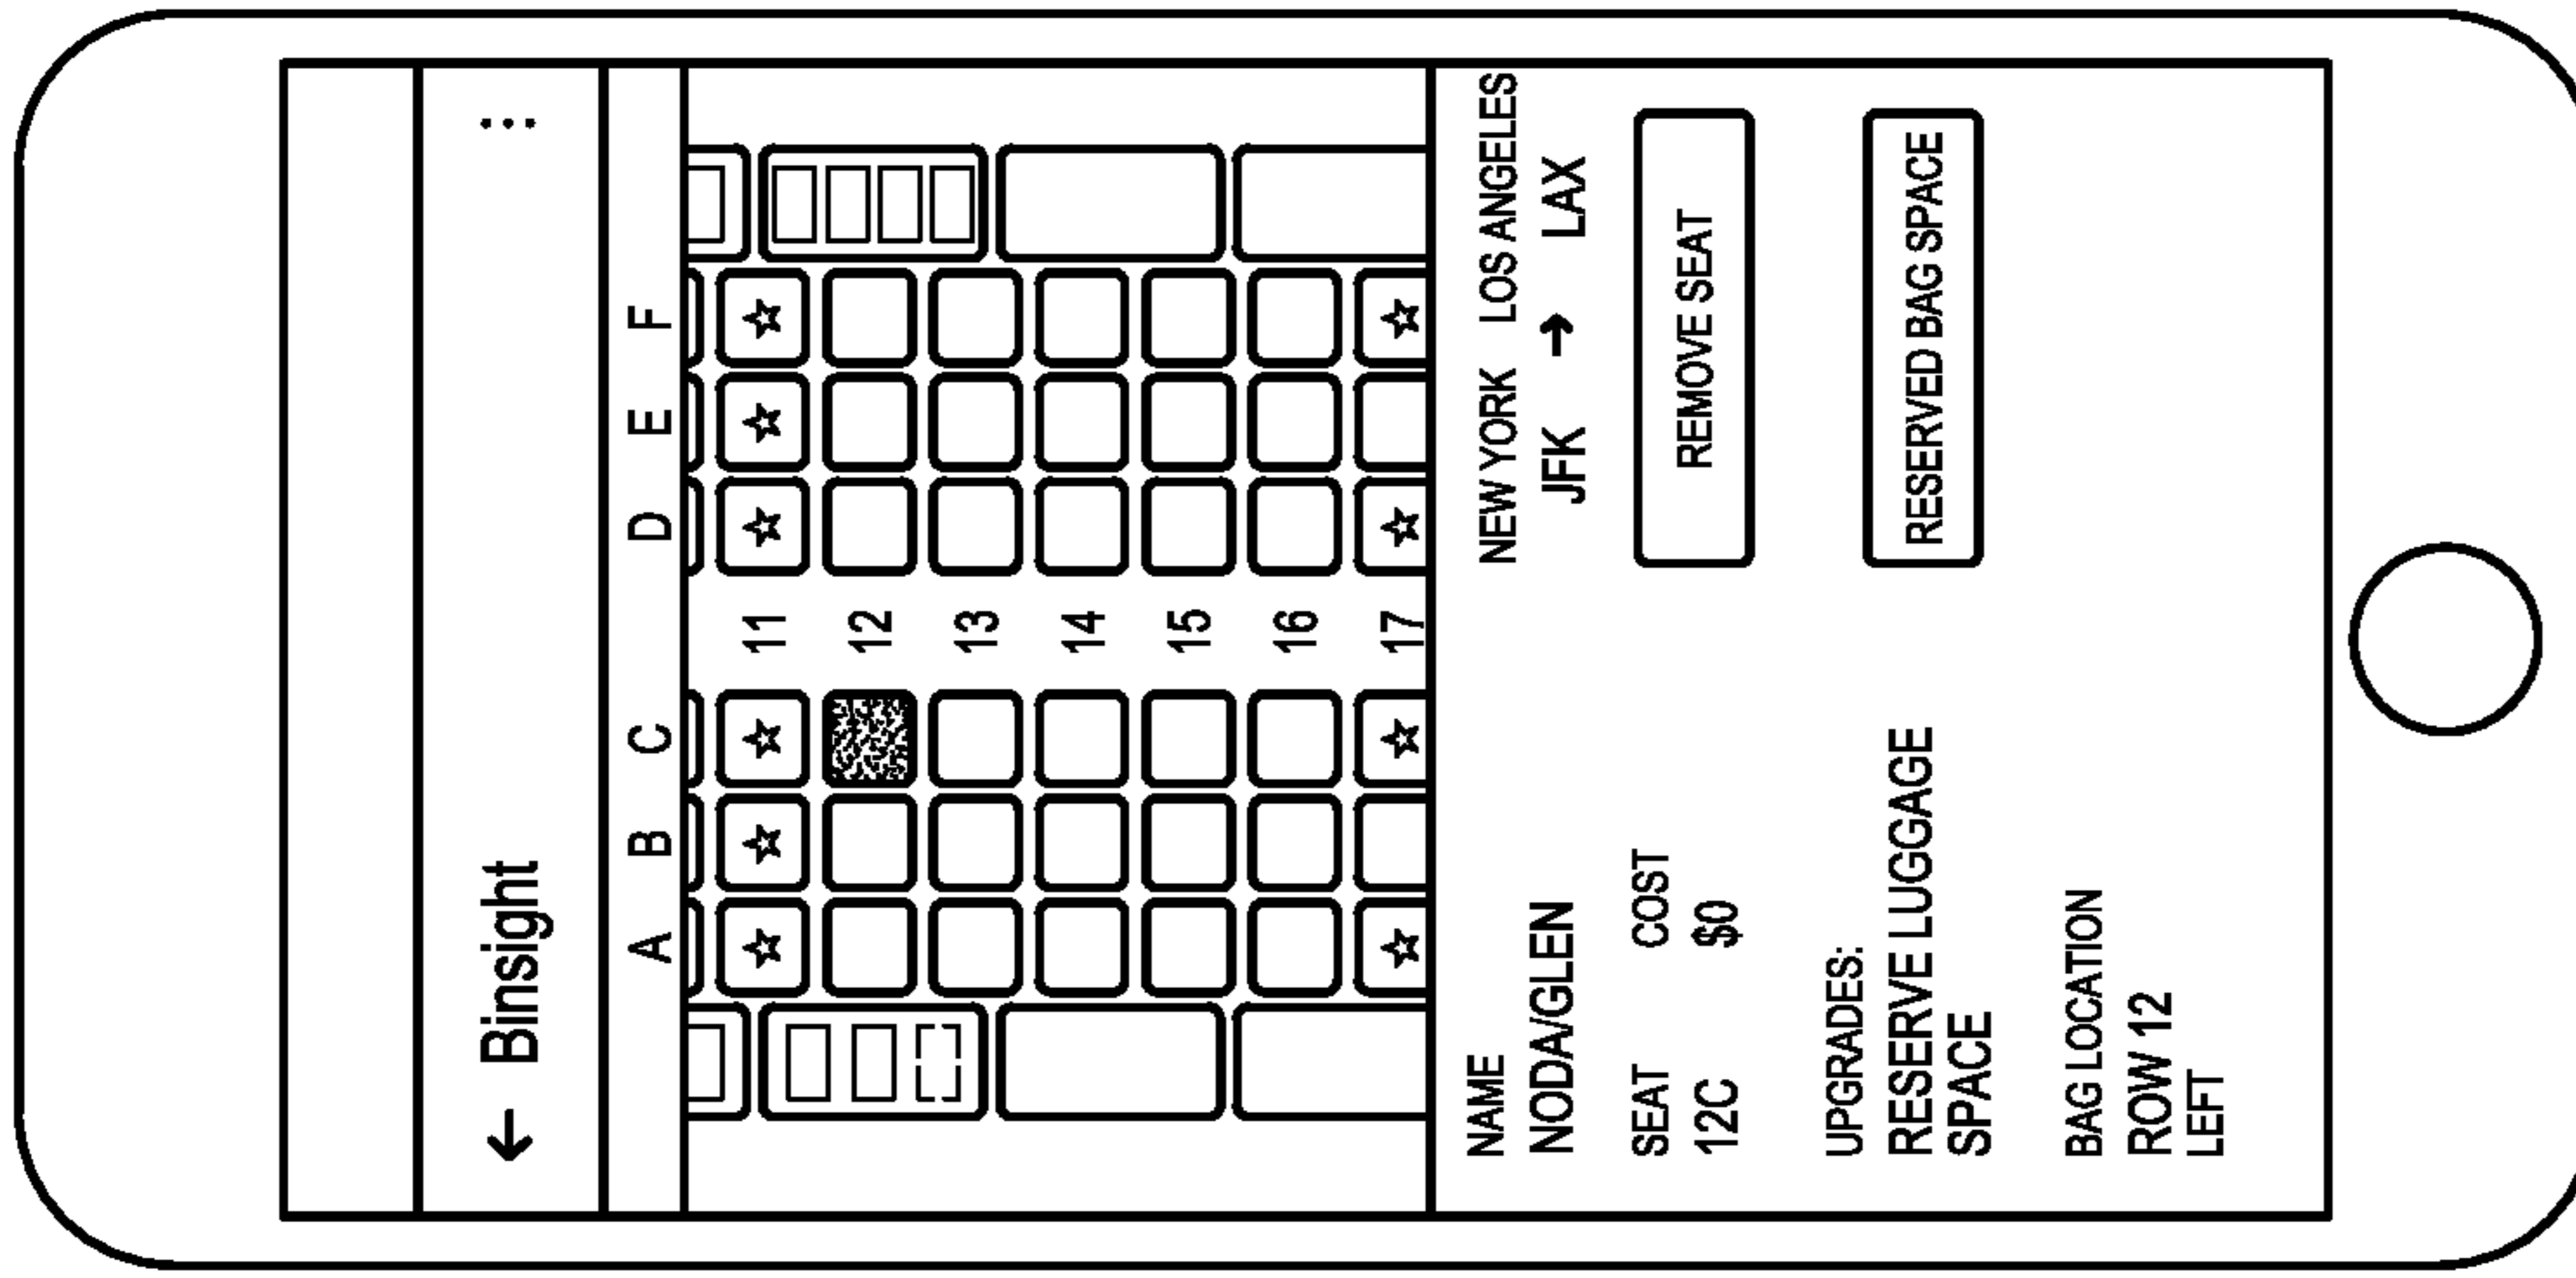 ← Binsight ⋮
A B C D E F
☆ ☆ ☆ 11 ☆ ☆ ☆
12
13
14
15
16
☆ ☆ 17 ☆ ☆
NAME NEW YORK LOS ANGELES
NODA/GLEN JFK → LAX
SEAT COST
12C $0
REMOVE SEAT
UPGRADES:
RESERVE LUGGAGE
SPACE
RESERVED BAG SPACE
BAG LOCATION
ROW 12
LEFT